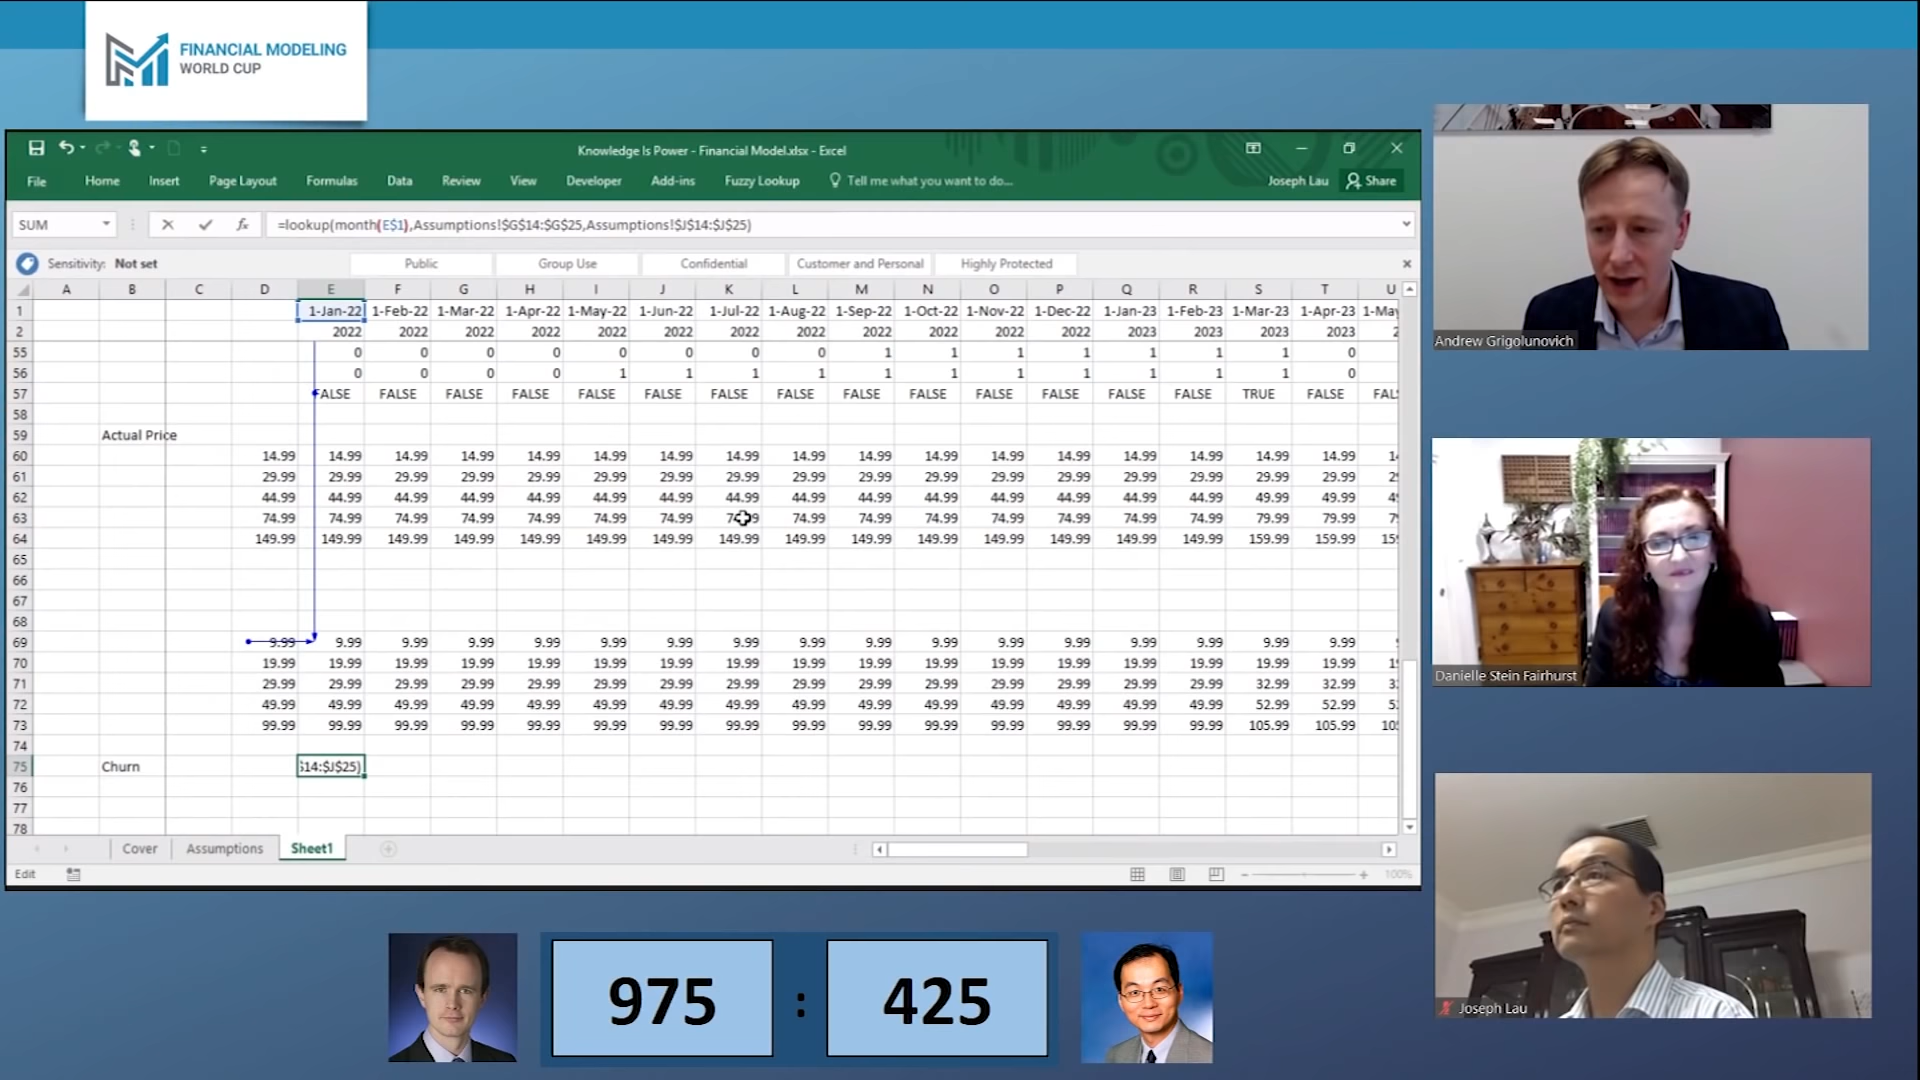 FINANCIAL MODELING
WORLD CUP
Knowledge Is Power - Financial Model.xlsx - Excel
File Home Insert Page Layout Formulas Data Review View Developer Add-ins Fuzzy Lookup Tell me what you want to do... Joseph Lau Share
SUM fx =lookup(month(E$1),Assumptions!$G$14:$G$25,Assumptions!$J$14:$J$25)
Sensitivity: Not set Public Group Use Confidential Customer and Personal Highly Protected
A B C D E F G H I J K L M N O P Q R S T U
1 1-Jan-22 1-Feb-22 1-Mar-22 1-Apr-22 1-May-22 1-Jun-22 1-Jul-22 1-Aug-22 1-Sep-22 1-Oct-22 1-Nov-22 1-Dec-22 1-Jan-23 1-Feb-23 1-Mar-23 1-Apr-23 1-May
2 2022 2022 2022 2022 2022 2022 2022 2022 2022 2022 2022 2022 2023 2023 2023 2023 2
55 0 0 0 0 0 0 0 0 1 1 1 1 1 1 1 0
56 0 0 0 0 1 1 1 1 1 1 1 1 1 1 1 0
57 FALSE FALSE FALSE FALSE FALSE FALSE FALSE FALSE FALSE FALSE FALSE FALSE FALSE FALSE TRUE FALSE FAL
58
59 Actual Price
60 14.99 14.99 14.99 14.99 14.99 14.99 14.99 14.99 14.99 14.99 14.99 14.99 14.99 14.99 14.99 14.99 14.99 1
61 29.99 29.99 29.99 29.99 29.99 29.99 29.99 29.99 29.99 29.99 29.99 29.99 29.99 29.99 29.99 29.99 29.99 29
62 44.99 44.99 44.99 44.99 44.99 44.99 44.99 44.99 44.99 44.99 44.99 44.99 44.99 44.99 44.99 49.99 49.99 4
63 74.99 74.99 74.99 74.99 74.99 74.99 74.99 74.99 74.99 74.99 74.99 74.99 74.99 74.99 74.99 79.99 79.99 7
64 149.99 149.99 149.99 149.99 149.99 149.99 149.99 149.99 149.99 149.99 149.99 149.99 149.99 149.99 149.99 159.99 159.99 15
65
66
67
68
69 9.99 9.99 9.99 9.99 9.99 9.99 9.99 9.99 9.99 9.99 9.99 9.99 9.99 9.99 9.99 9.99 9.99
70 19.99 19.99 19.99 19.99 19.99 19.99 19.99 19.99 19.99 19.99 19.99 19.99 19.99 19.99 19.99 19.99 19.99 1
71 29.99 29.99 29.99 29.99 29.99 29.99 29.99 29.99 29.99 29.99 29.99 29.99 29.99 29.99 29.99 32.99 32.99 3
72 49.99 49.99 49.99 49.99 49.99 49.99 49.99 49.99 49.99 49.99 49.99 49.99 49.99 49.99 49.99 52.99 52.99 5
73 99.99 99.99 99.99 99.99 99.99 99.99 99.99 99.99 99.99 99.99 99.99 99.99 99.99 99.99 99.99 105.99 105.99 10
74
75 Churn $14:$J$25)
76
77
78
Cover Assumptions Sheet1
Edit 100%
Andrew Grigolunovich
Danielle Stein Fairhurst
Joseph Lau
975 : 425